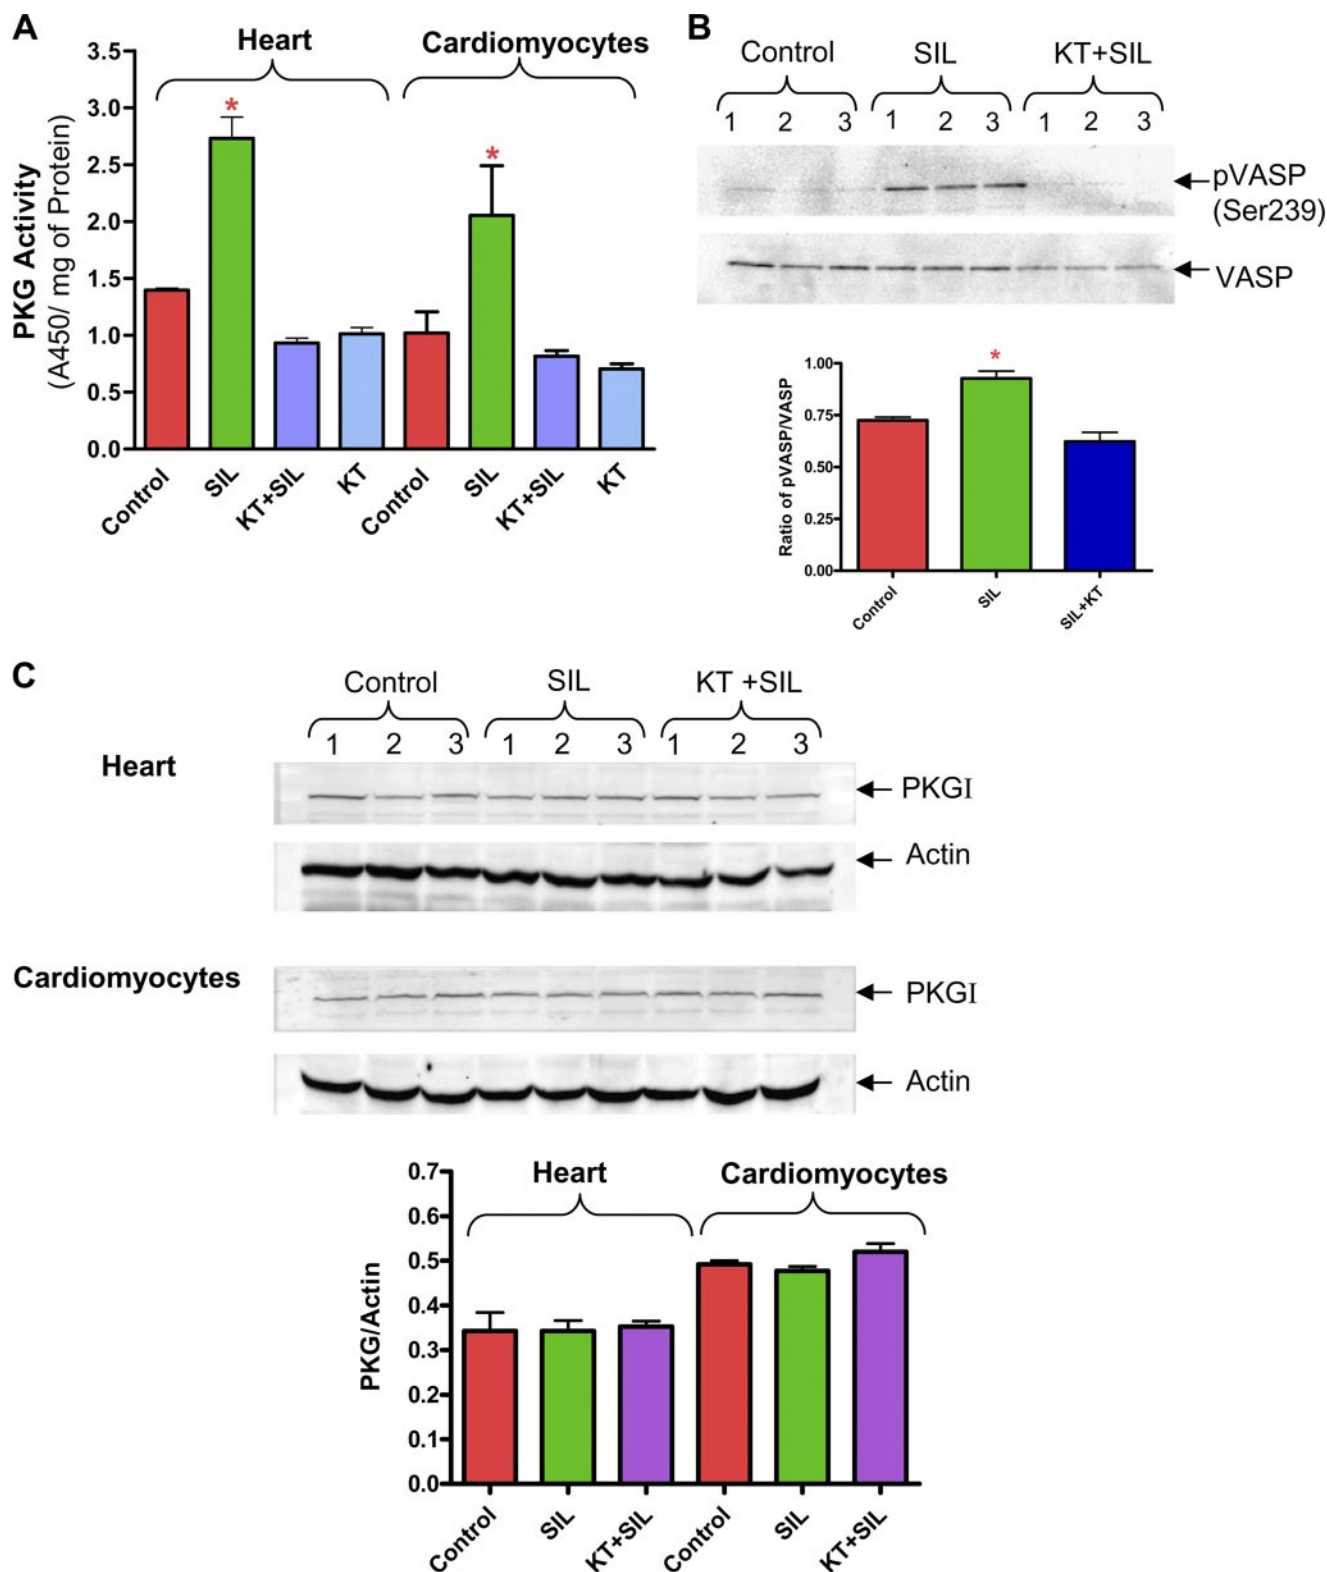 A
Heart
Cardiomyocytes
PKG Activity
(A450/ mg of Protein)
3.5
3.0
2.5
2.0
1.5
1.0
0.5
0.0
*
*
Control
SIL
KT+SIL
KT
Control
SIL
KT+SIL
KT
B
Control
SIL
KT+SIL
1 2 3 1 2 3 1 2 3
pVASP
(Ser239)
VASP
Ratio of pVASP/VASP
1.00
0.75
0.50
0.25
0.00
*
Control
SIL
SIL+KT
C
Control
SIL
KT +SIL
1 2 3 1 2 3 1 2 3
Heart
PKGI
Actin
Cardiomyocytes
PKGI
Actin
Heart
Cardiomyocytes
PKG/Actin
0.7
0.6
0.5
0.4
0.3
0.2
0.1
0.0
Control
SIL
KT+SIL
Control
SIL
KT+SIL